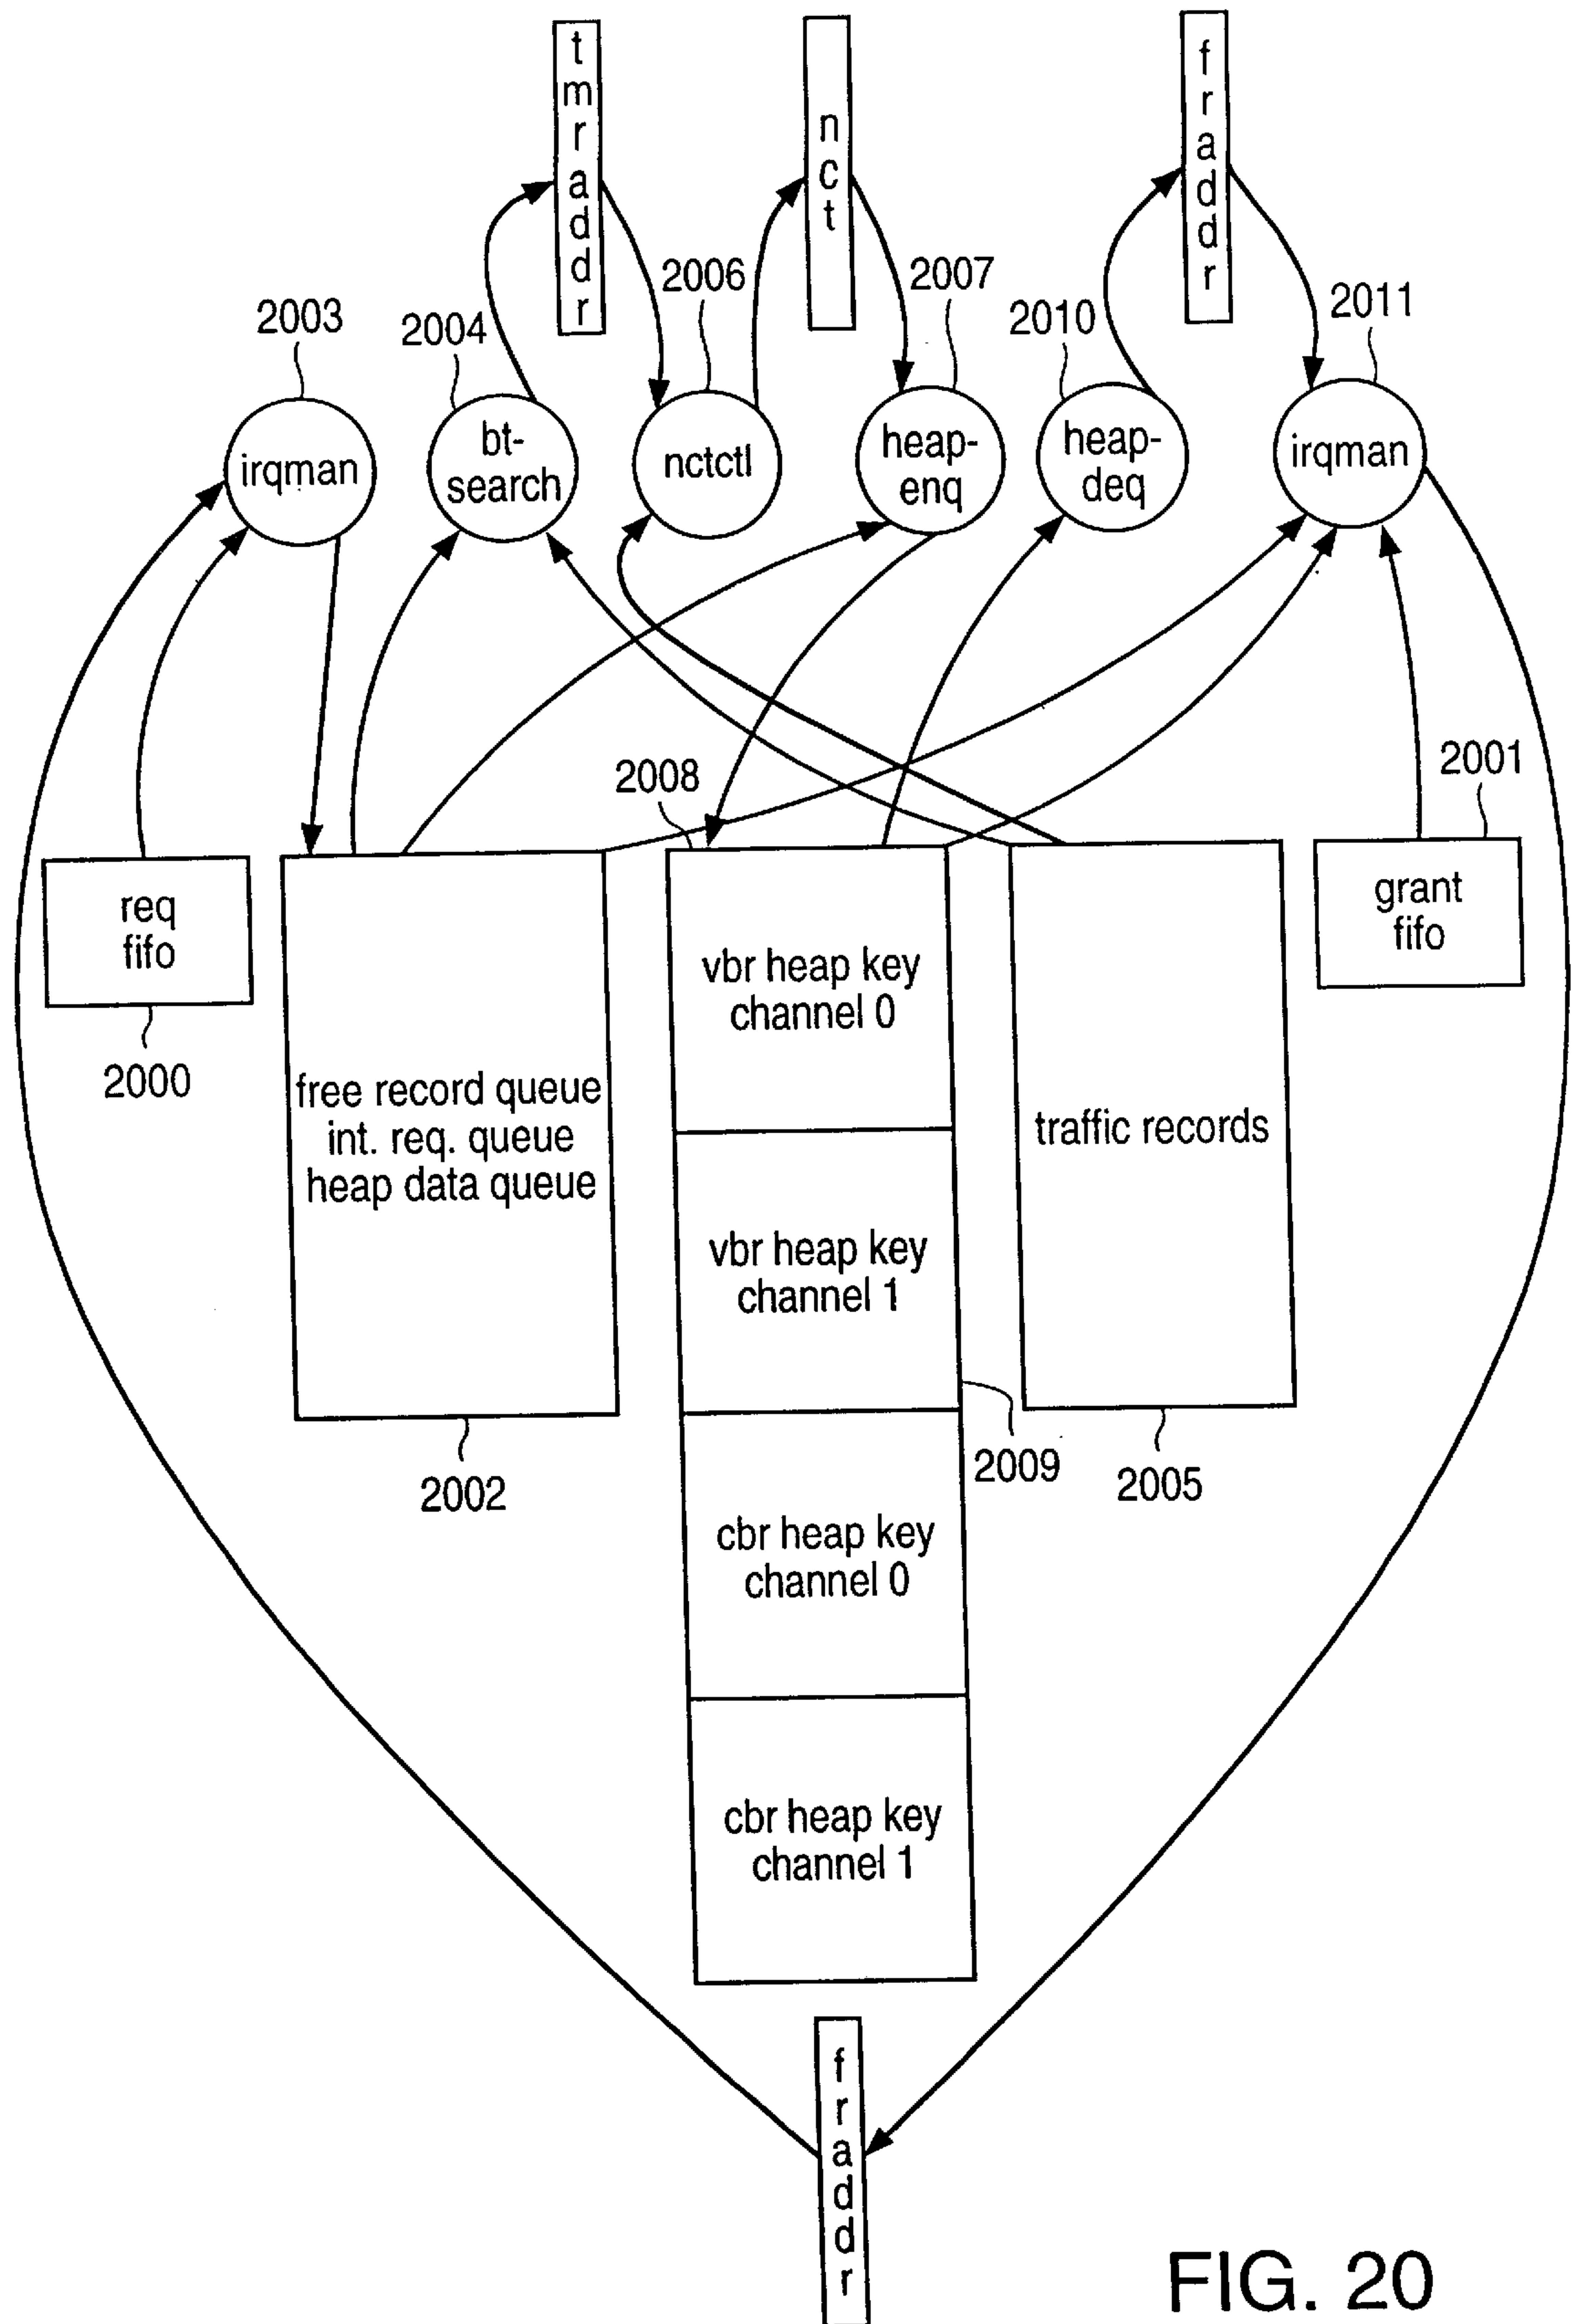 tmraddr
nct
fraddr
2003
2004
2006
2007
2010
2011
irqman
bt-
search
nctctl
heap-
enq
heap-
deq
irqman
2008
2001
req
fifo
grant
fifo
2000
free record queue
int. req. queue
heap data queue
vbr heap key
channel 0
traffic records
vbr heap key
channel 1
2002
2009
2005
cbr heap key
channel 0
cbr heap key
channel 1
fraddr
FIG. 20